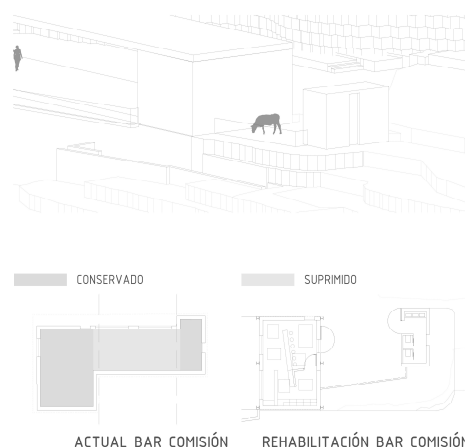 CONSERVADO
SUPRIMIDO
ACTUAL BAR COMISIÓN
REHABILITACIÓN BAR COMISIÓN